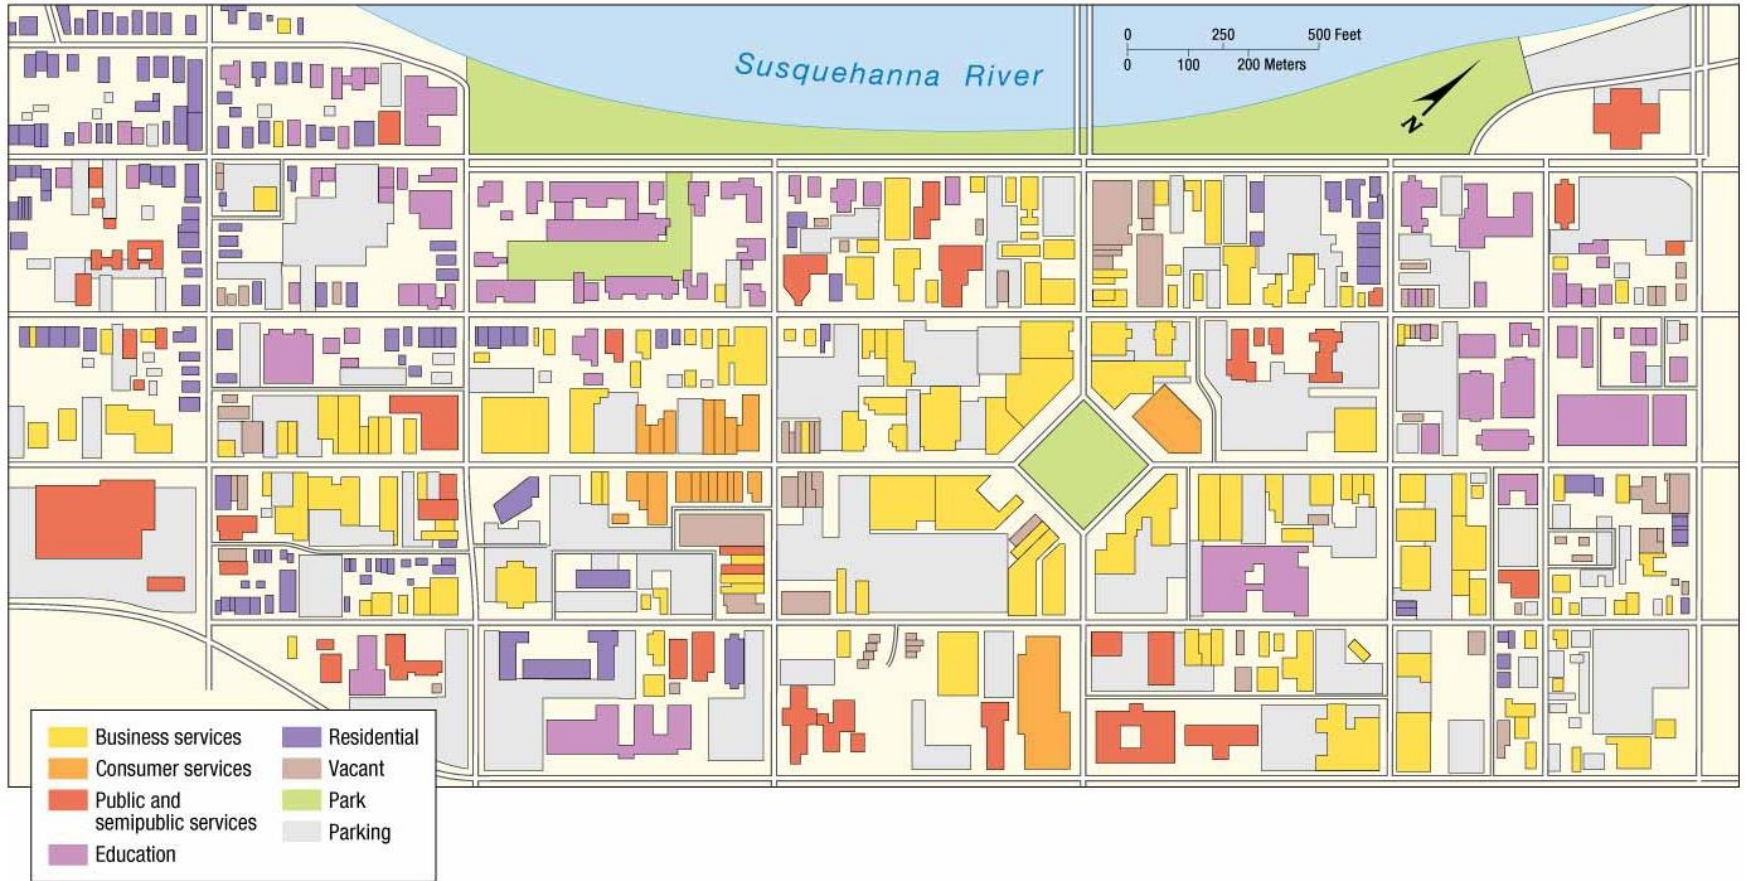 Susquehanna River
0 250 500 Feet
0 100 200 Meters
N
Business services
Consumer services
Public and
semipublic services
Education
Residential
Vacant
Park
Parking